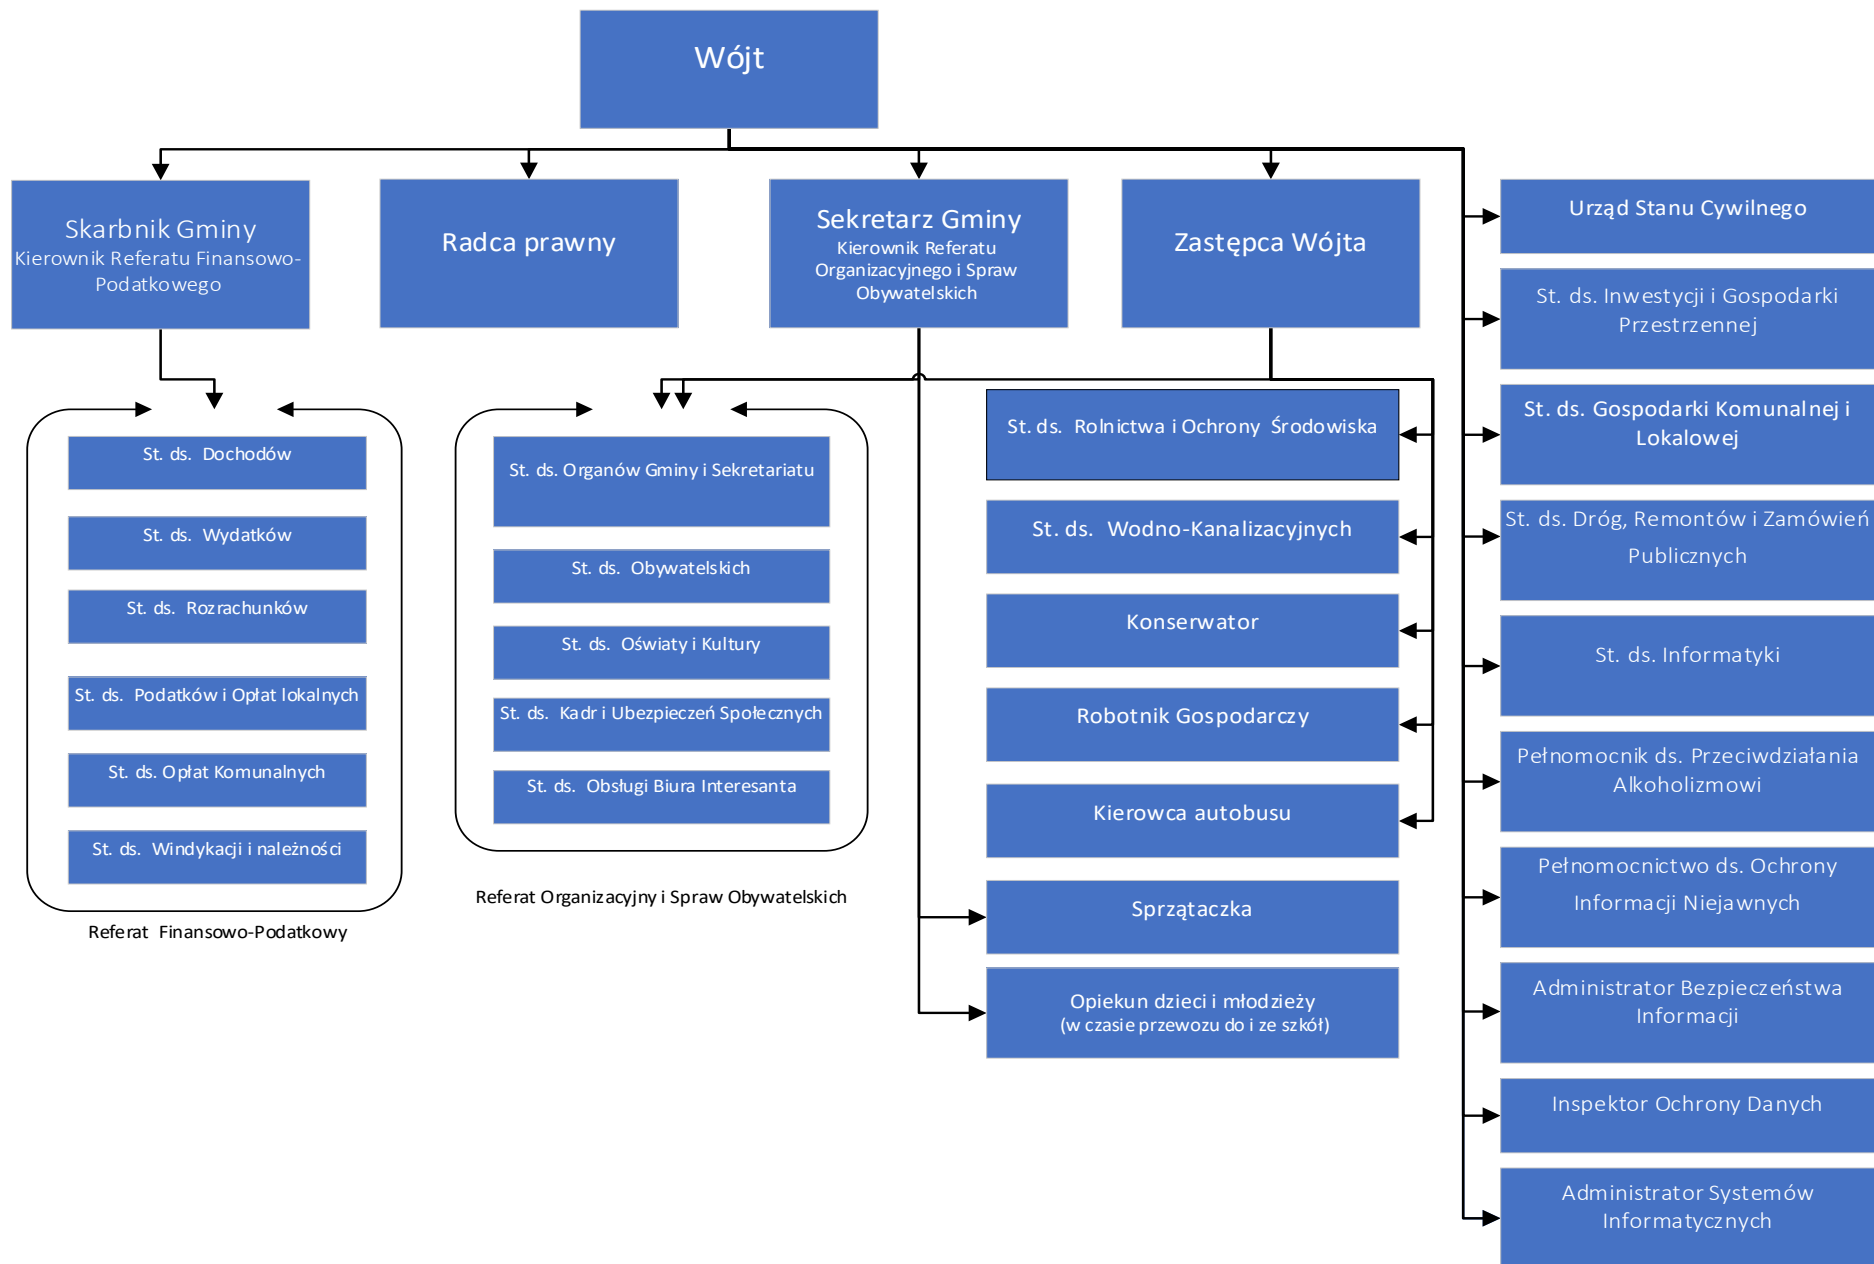 Wójt
Skarbnik Gminy
Kierownik Referatu Finansowo-
Podatkowego
Radca prawny
Sekretarz Gminy
Kierownik Referatu
Organizacyjnego i Spraw
Obywatelskich
Zastępca Wójta
St. ds. Dochodów
St. ds. Wydatków
St. ds. Rozrachunków
St. ds. Podatków i Opłat lokalnych
St. ds. Opłat Komunalnych
St. ds. Windykacji i należności
Referat Finansowo-Podatkowy
St. ds. Organów Gminy i Sekretariatu
St. ds. Obywatelskich
St. ds. Oświaty i Kultury
St. ds. Kadr i Ubezpieczeń Społecznych
St. ds. Obsługi Biura Interesanta
Referat Organizacyjny i Spraw Obywatelskich
St. ds. Rolnictwa i Ochrony Środowiska
St. ds. Wodno-Kanalizacyjnych
Konserwator
Robotnik Gospodarczy
Kierowca autobusu
Sprzątaczka
Opiekun dzieci i młodzieży
(w czasie przewozu do i ze szkół)
Urząd Stanu Cywilnego
St. ds. Inwestycji i Gospodarki
Przestrzennej
St. ds. Gospodarki Komunalnej i
Lokalowej
St. ds. Dróg, Remontów i Zamówień
Publicznych
St. ds. Informatyki
Pełnomocnik ds. Przeciwdziałania
Alkoholizmowi
Pełnomocnictwo ds. Ochrony
Informacji Niejawnych
Administrator Bezpieczeństwa
Informacji
Inspektor Ochrony Danych
Administrator Systemów
Informatycznych